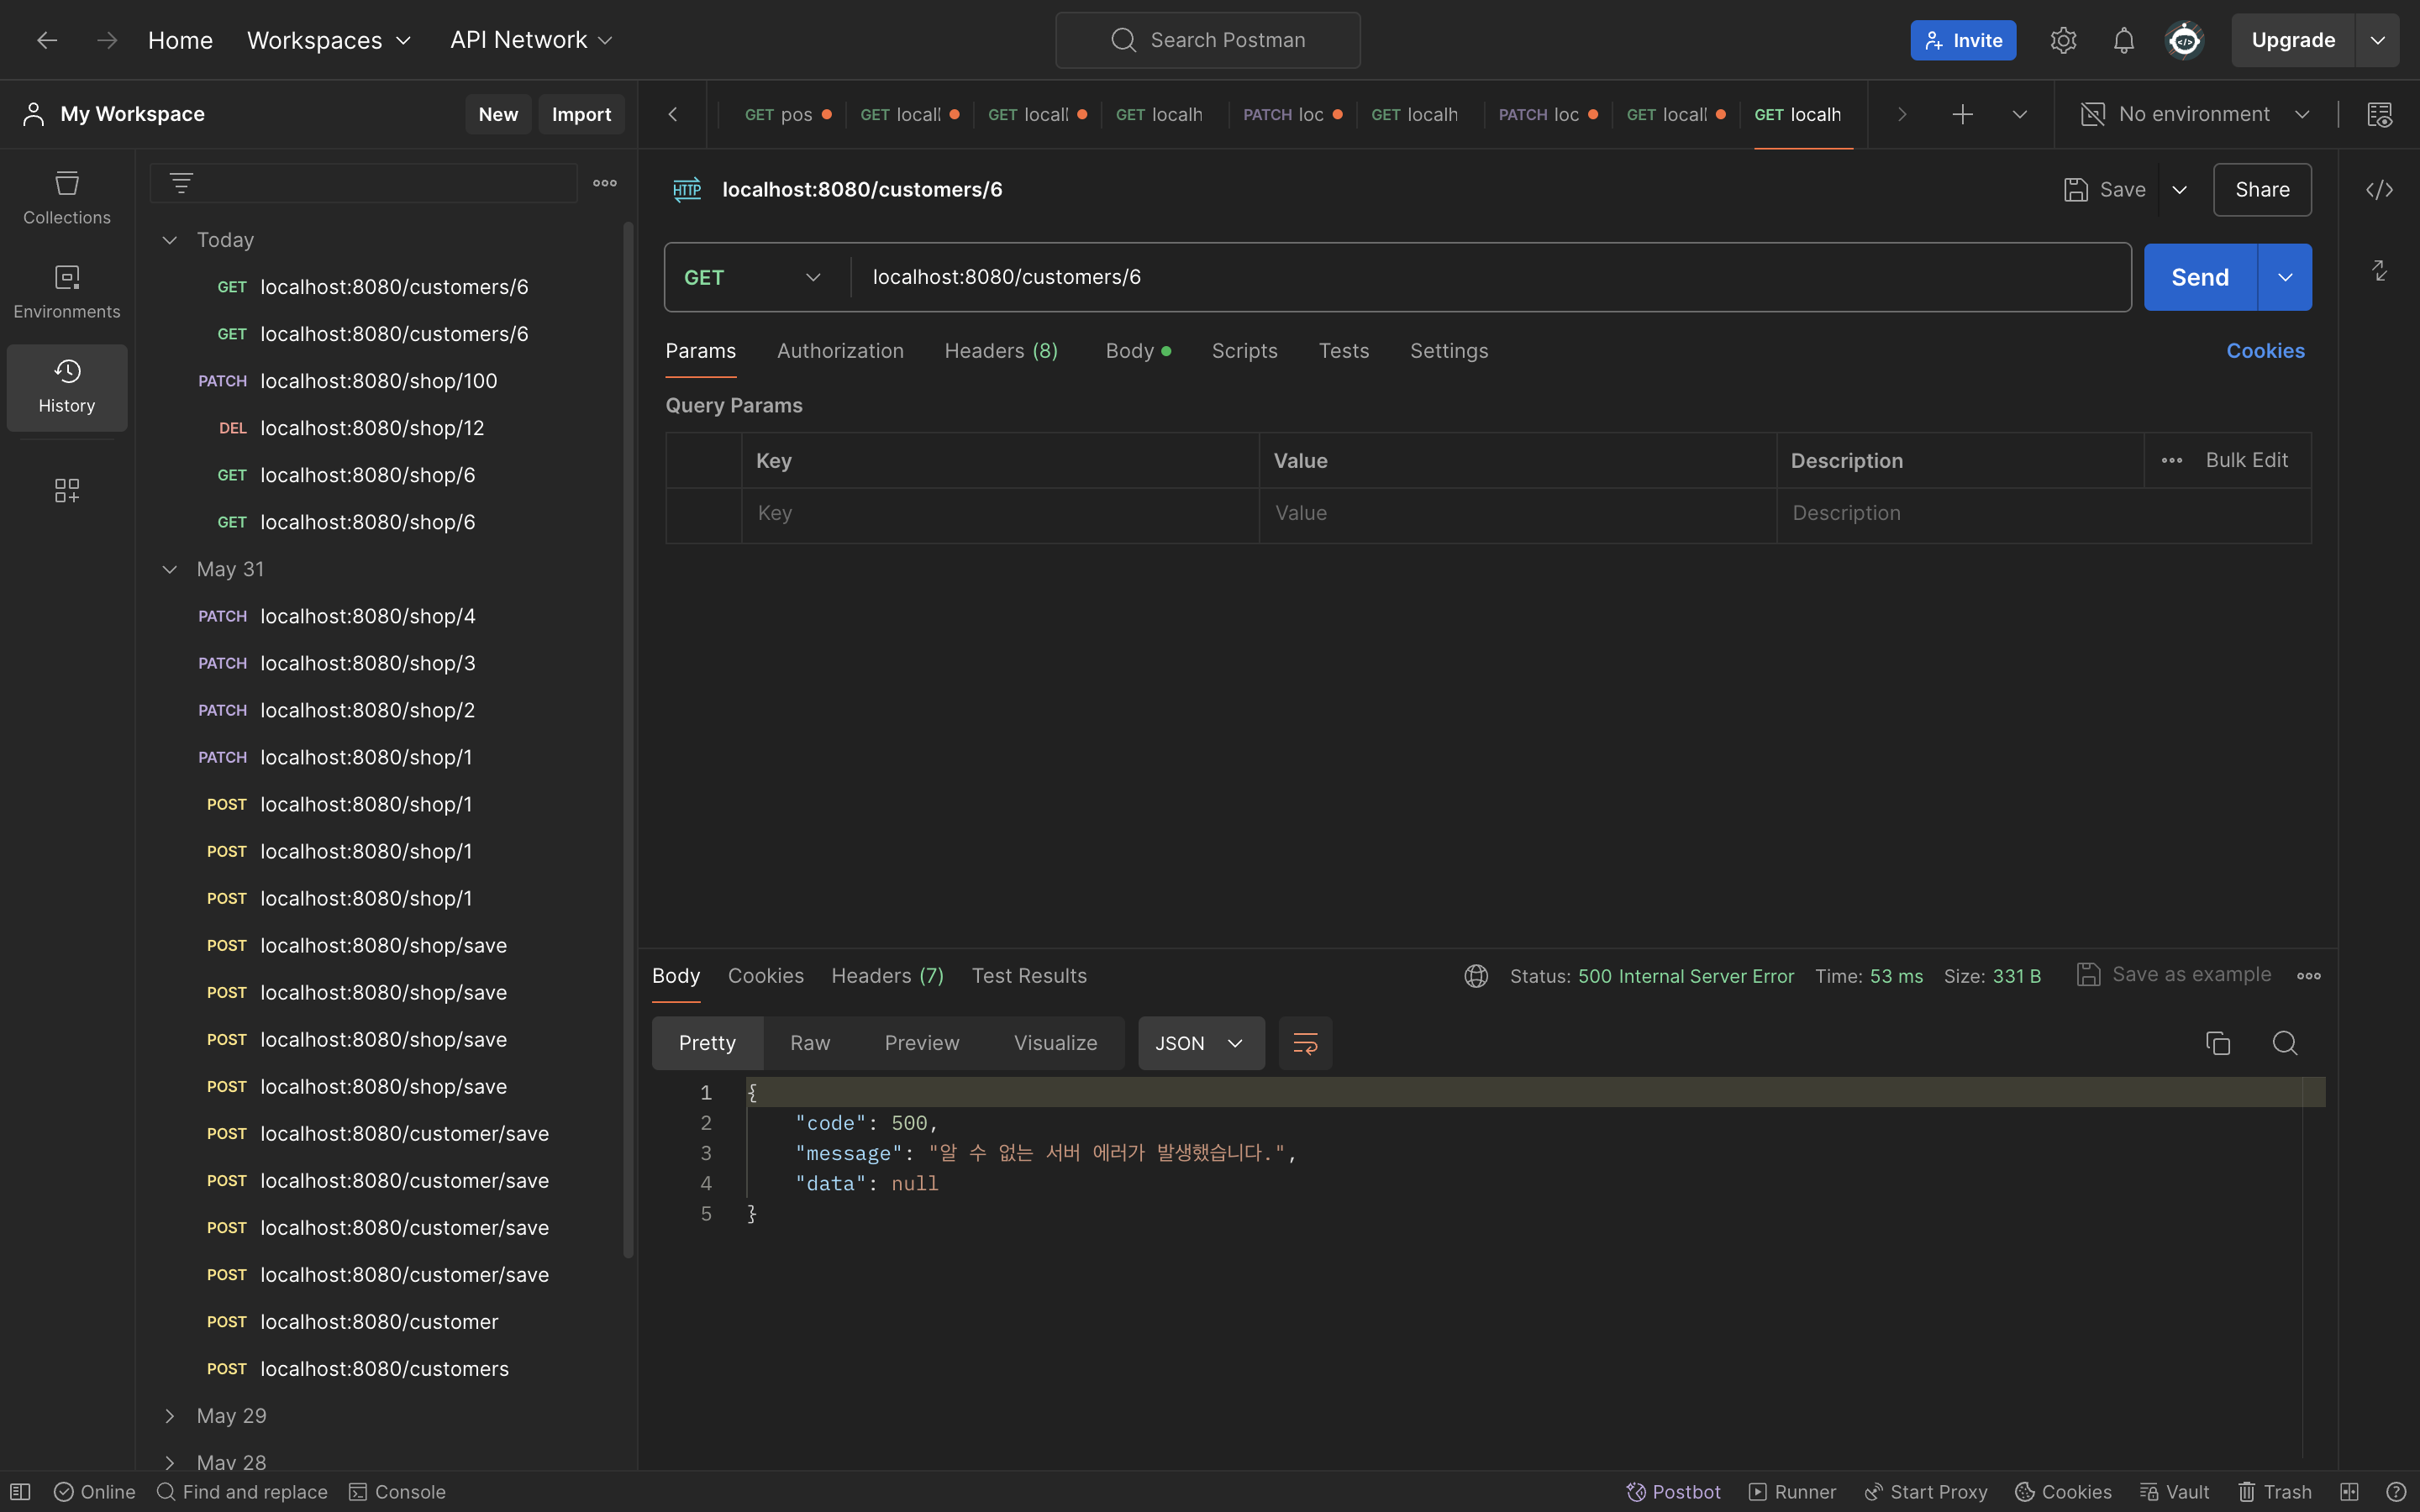 Home
Workspaces
API Network
Search Postman
Invite
Upgrade
My Workspace
New
Import
GET pos
GET local
GET local
GET localh
PATCH loc
GET localh
PATCH loc
GET local
GET localh
No environment
Collections
Environments
History
Today
GET localhost:8080/customers/6
GET localhost:8080/customers/6
PATCH localhost:8080/shop/100
DEL localhost:8080/shop/12
GET localhost:8080/shop/6
GET localhost:8080/shop/6
May 31
PATCH localhost:8080/shop/4
PATCH localhost:8080/shop/3
PATCH localhost:8080/shop/2
PATCH localhost:8080/shop/1
POST localhost:8080/shop/1
POST localhost:8080/shop/1
POST localhost:8080/shop/1
POST localhost:8080/shop/save
POST localhost:8080/shop/save
POST localhost:8080/shop/save
POST localhost:8080/shop/save
POST localhost:8080/customer/save
POST localhost:8080/customer/save
POST localhost:8080/customer/save
POST localhost:8080/customer/save
POST localhost:8080/customer
POST localhost:8080/customers
May 29
May 28
HTTP localhost:8080/customers/6
Save
Share
GET localhost:8080/customers/6
Send
Params Authorization Headers (8) Body Scripts Tests Settings Cookies
Query Params
Key Value Description Bulk Edit
Key Value Description
Body Cookies Headers (7) Test Results
Status: 500 Internal Server Error Time: 53 ms Size: 331 B Save as example
Pretty Raw Preview Visualize JSON
1 {
2 "code": 500,
3 "message": "알 수 없는 서버 에러가 발생했습니다.",
4 "data": null
5 }
Online Find and replace Console
Postbot Runner Start Proxy Cookies Vault Trash